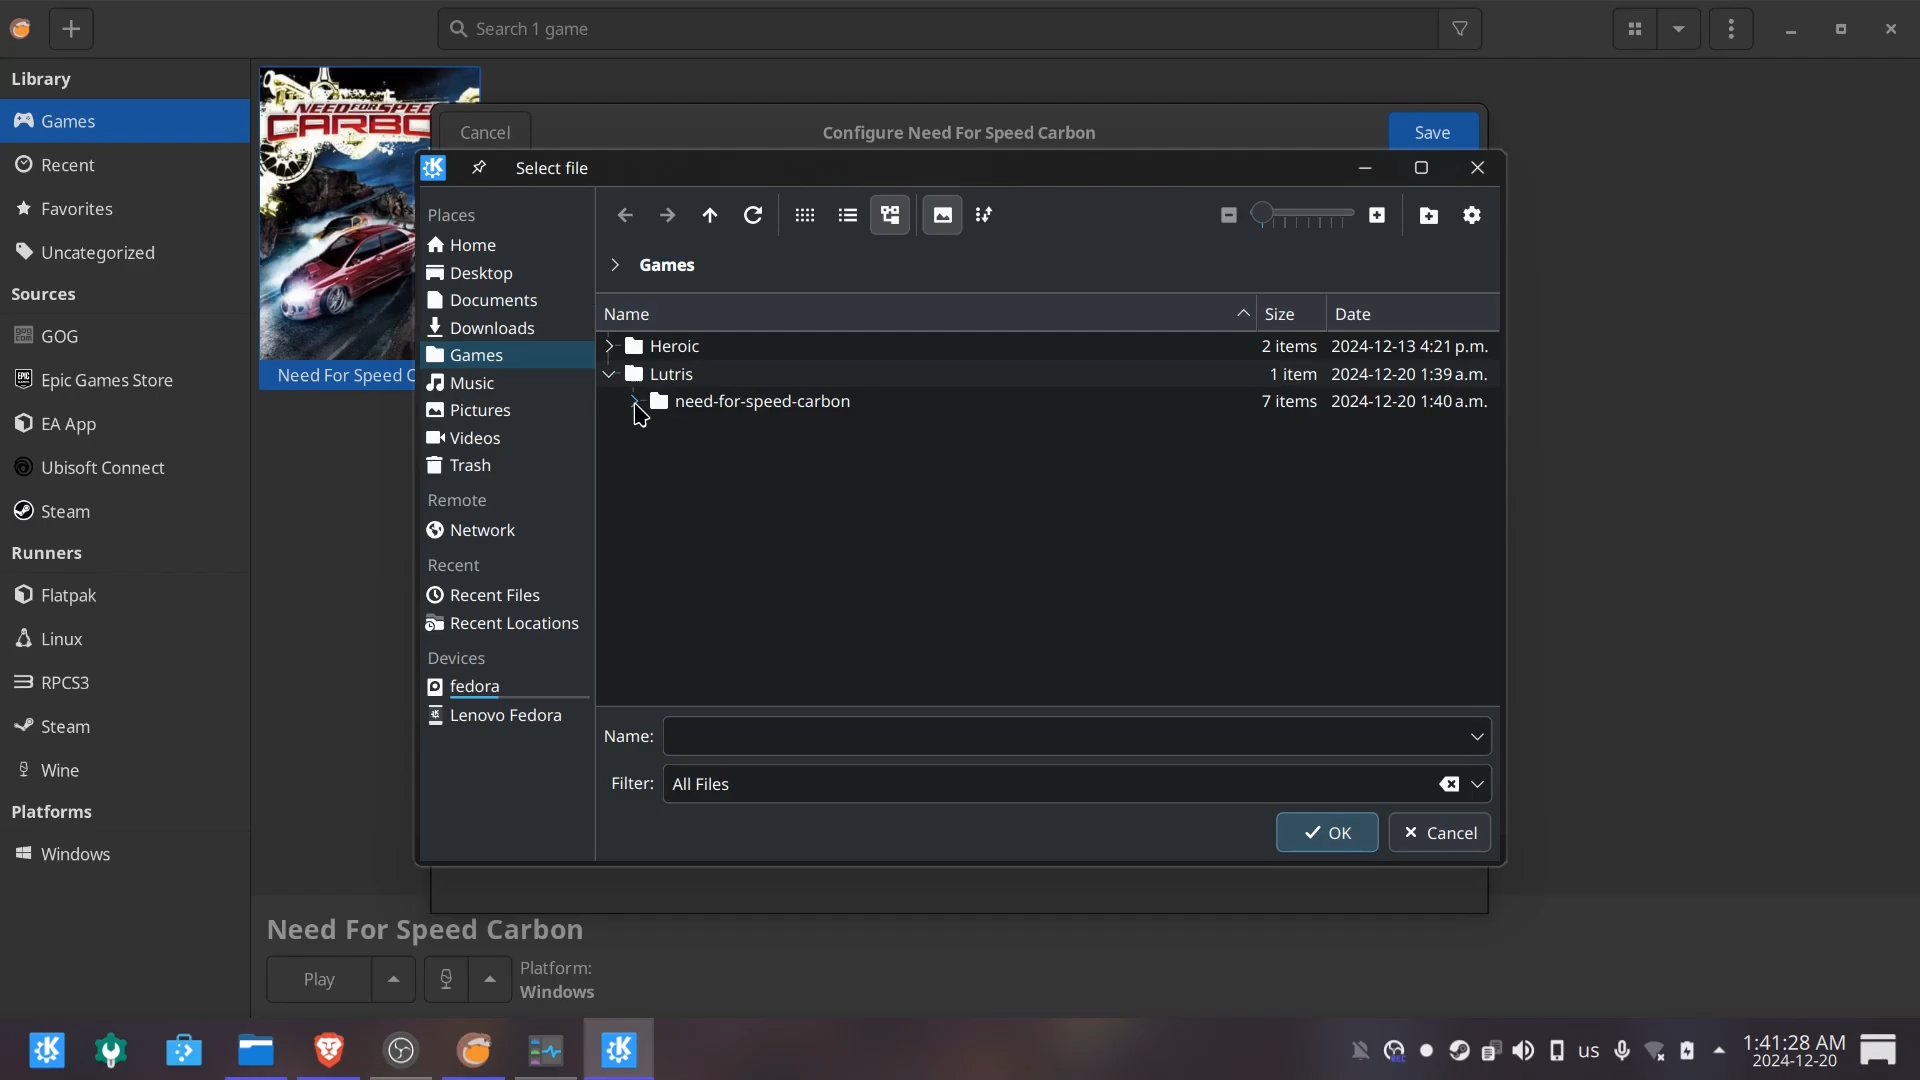 Search 1 game
Library
Games
Recent
Favorites
Uncategorized
Sources
GOG
Epic Games Store
EA App
Ubisoft Connect
Steam
Runners
Flatpak
Linux
RPCS3
Steam
Wine
Platforms
Windows
Need For Speed C
Cancel
Configure Need For Speed Carbon
Save
Select file
Places
Home
Desktop
Documents
Downloads
Games
Music
Pictures
Videos
Trash
Remote
Network
Recent
Recent Files
Recent Locations
Devices
fedora
Lenovo Fedora
Games
Name Size Date
Heroic 2 items 2024-12-13 4:21 p.m.
Lutris 1 item 2024-12-20 1:39 a.m.
need-for-speed-carbon 7 items 2024-12-20 1:40 a.m.
Name:
Filter: All Files
OK Cancel
Need For Speed Carbon
Play
Platform:
Windows
us
1:41:28 AM
2024-12-20